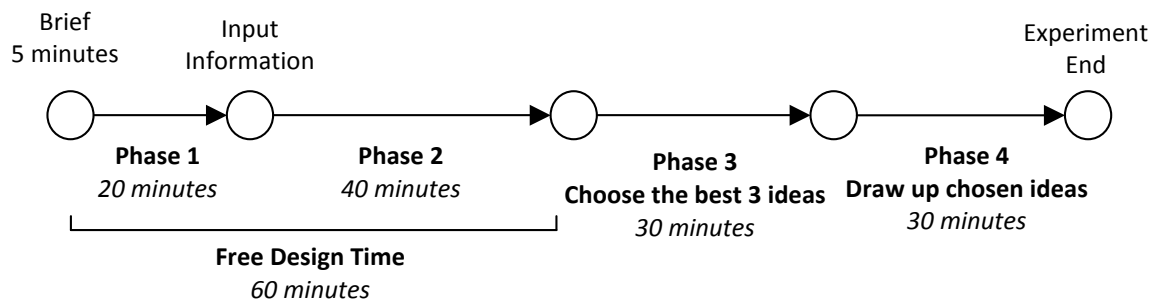 Brief
5 minutes
Input
Information
Experiment
End
Phase 1
20 minutes
Phase 2
40 minutes
Phase 3
Choose the best 3 ideas
30 minutes
Phase 4
Draw up chosen ideas
30 minutes
Free Design Time
60 minutes